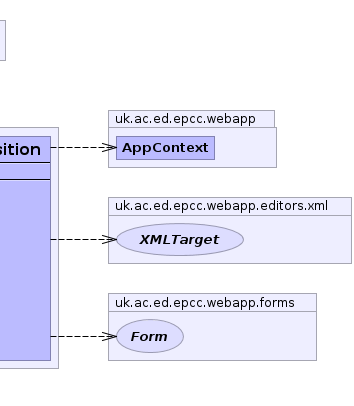 uk.ac.ed.epcc.webapp
sition
AppContext
uk.ac.ed.epcc.webapp.editors.xml
XMLTarget
uk.ac.ed.epcc.webapp.forms
Form